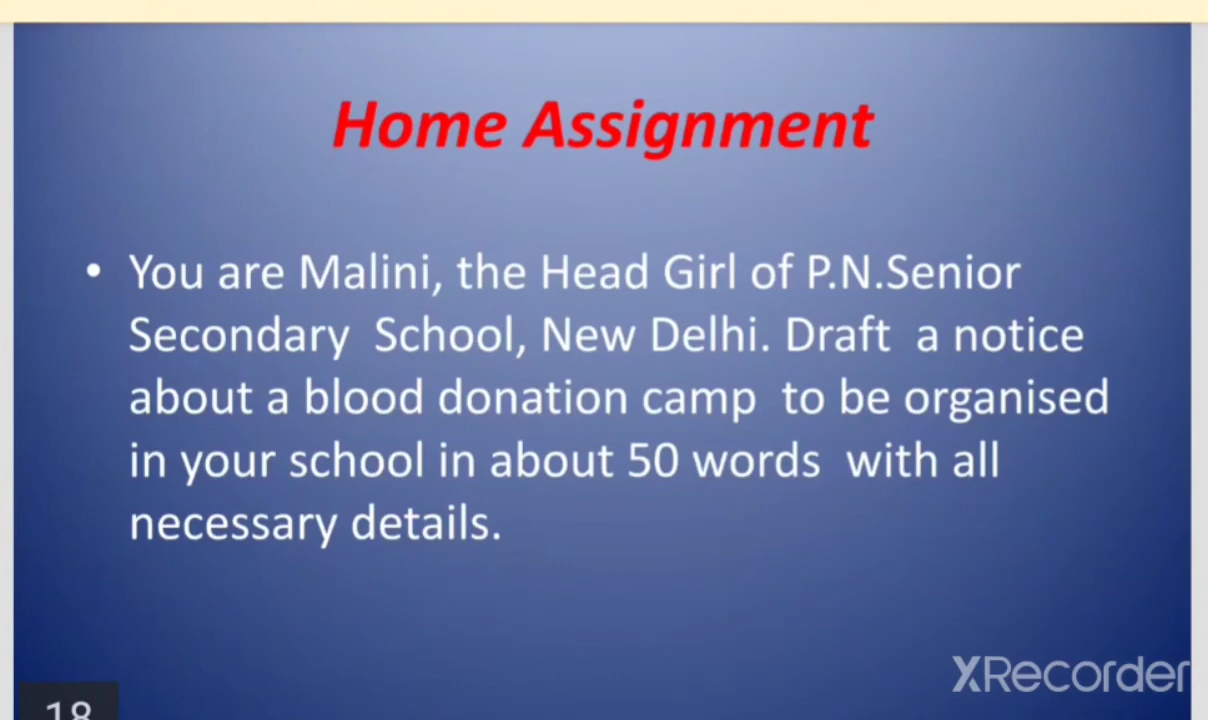 Home Assignment
• You are Malini, the Head Girl of P.N.Senior
Secondary School, New Delhi. Draft a notice
about a blood donation camp to be organised
in your school in about 50 words with all
necessary details.
XRecorder
18